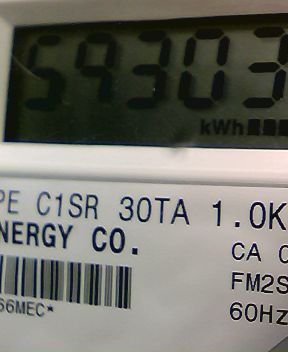 59303
kWh
PE C1SR 30TA 1.0K
NERGY CO.
CA
FM2S
60Hz
66MEC*